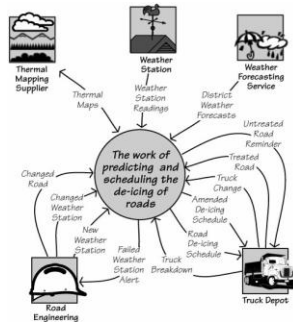 Thermal
Mapping
Supplier
Weather
Station
Weather
Forecasting
Service
Thermal
Maps
Weather
Station
Readings
District
Weather
Forecasts
Untreated
Road
Reminder
Treated
Road
Truck
Change
Amended
De-icing
Schedule
Road
De-icing
Schedule
Truck
Breakdown
The work of
predicting and
scheduling the
de-icing of
roads
Changed
Road
Changed
Weather
Station
New
Weather
Station
Failed
Weather
Station
Alert
Road
Engineering
Truck Depot